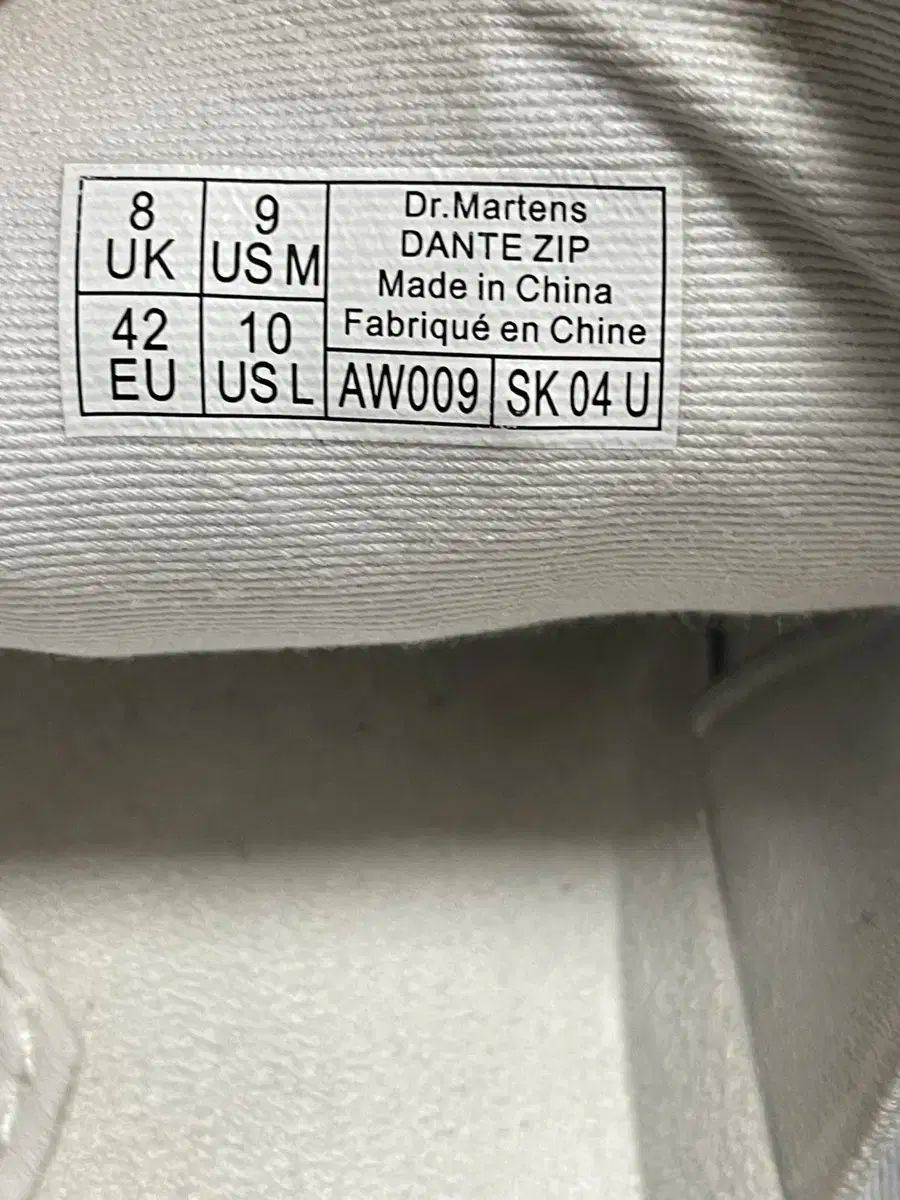 8
UK
9
US M
42
EU
10
US L
Dr.Martens
DANTE ZIP
Made in China
Fabriqué en Chine
AW009
SK 04 U